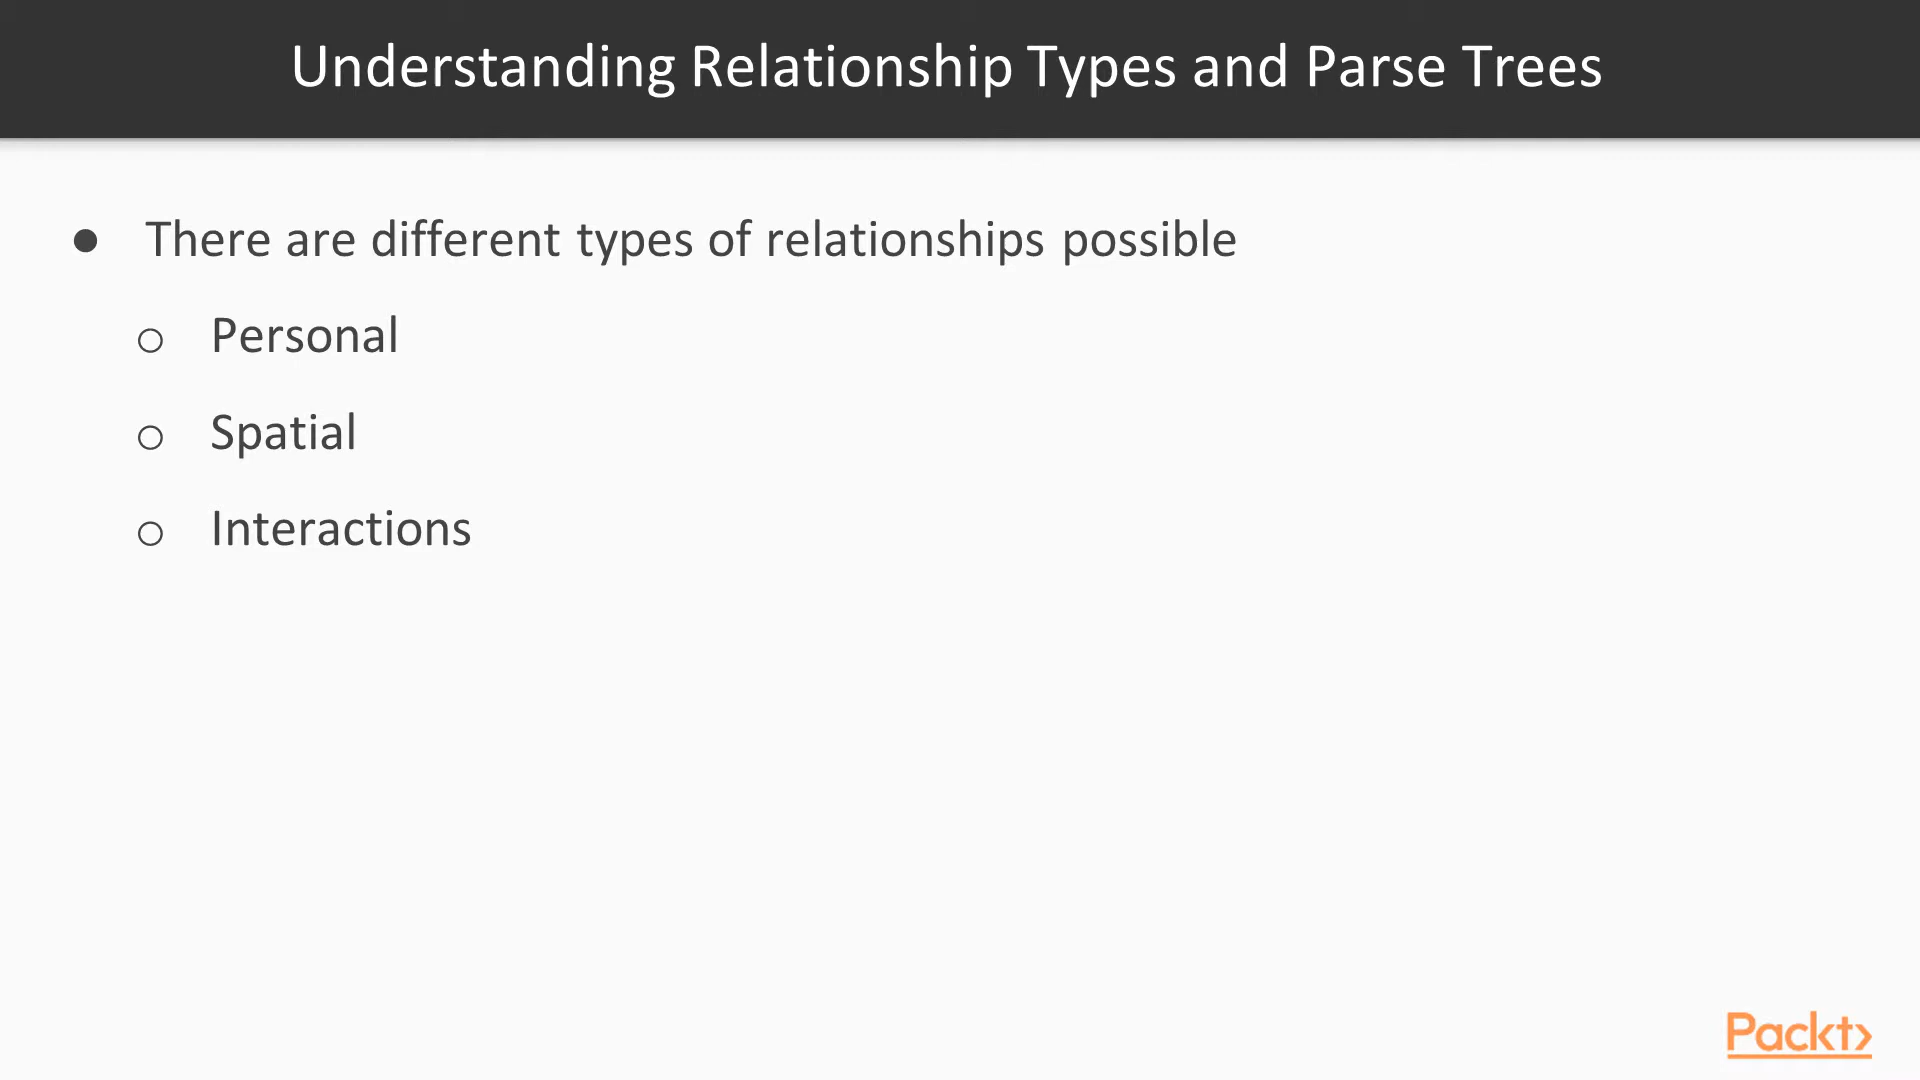 Understanding Relationship Types and Parse Trees
● There are different types of relationships possible
○ Personal
○ Spatial
○ Interactions
Packt>